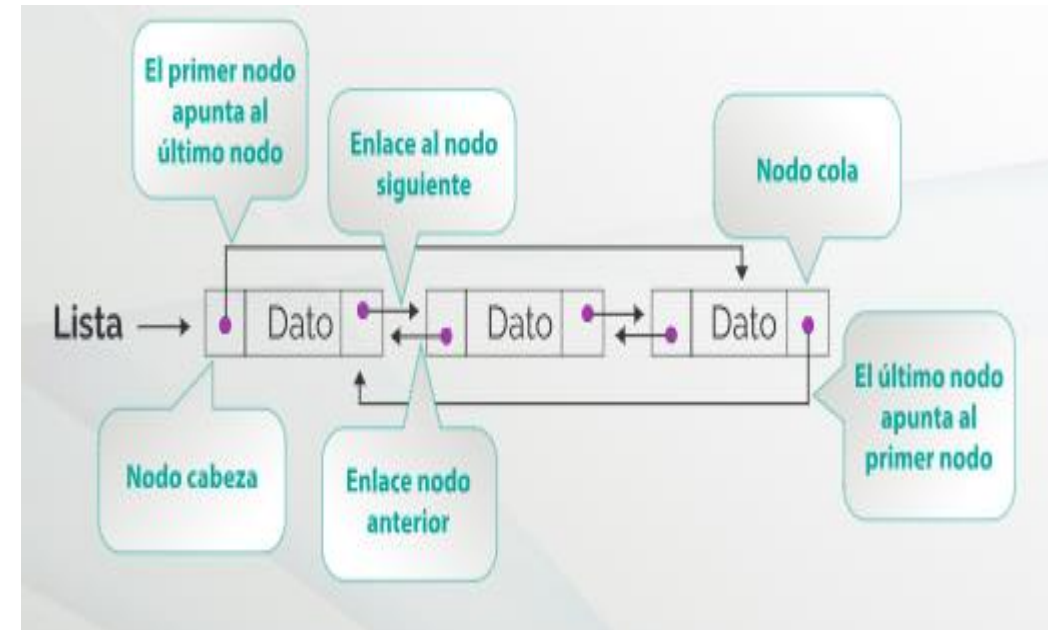 El primer nodo
apunta al
último nodo
Enlace al nodo
siguiente
Nodo cola
Lista
Dato
Dato
Dato
Nodo cabeza
Enlace nodo
anterior
El último nodo
apunta al
primer nodo